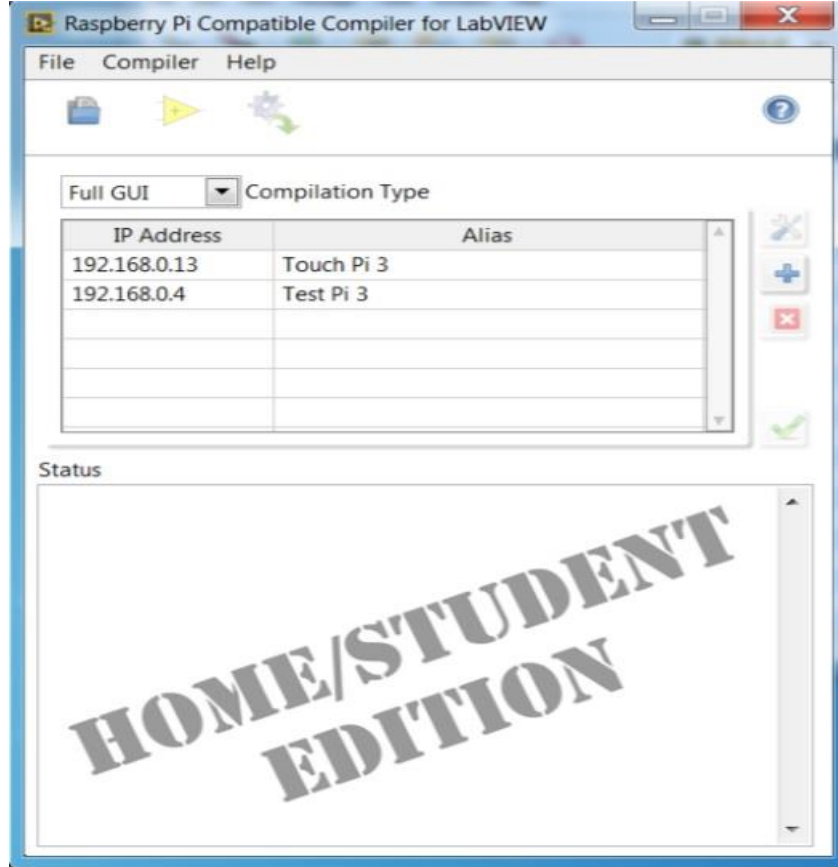 Raspberry Pi Compatible Compiler for LabVIEW
File Compiler Help
Full GUI Compilation Type
IP Address Alias
192.168.0.13 Touch Pi 3
192.168.0.4 Test Pi 3
Status
HOME/STUDENT
EDITION